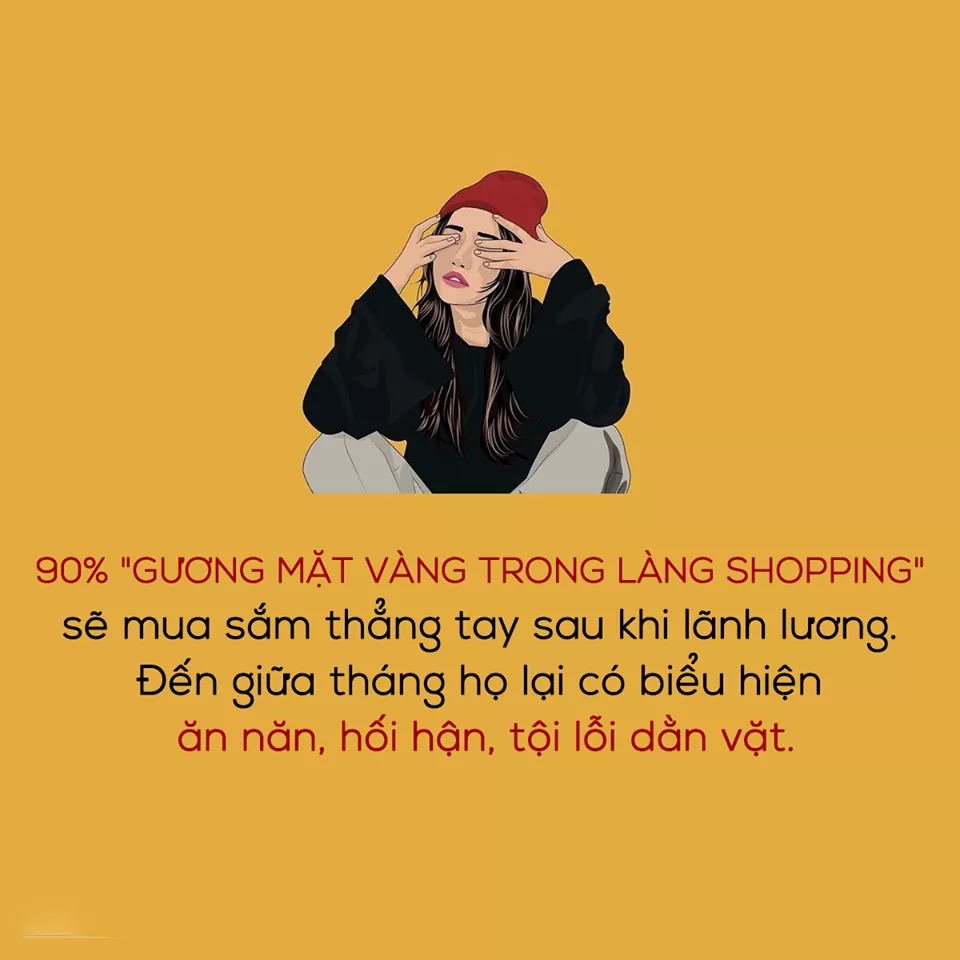 90% "GƯƠNG MẶT VÀNG TRONG LÀNG SHOPPING"
sẽ mua sắm thẳng tay sau khi lãnh lương.
Đến giữa tháng họ lại có biểu hiện
ăn năn, hối hận, tội lỗi dằn vặt.